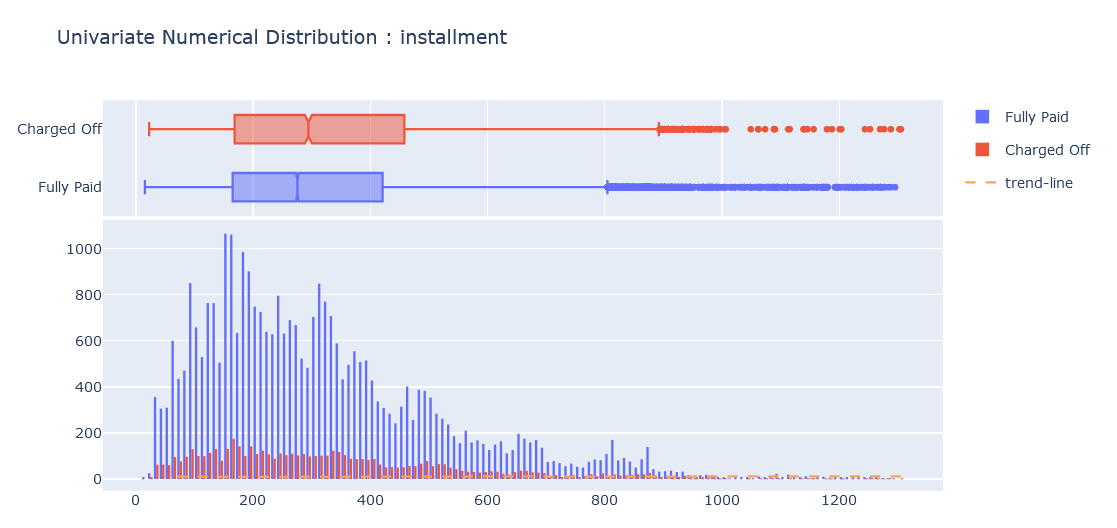 Univariate Numerical Distribution : installment
Charged Off
Fully Paid
Fully Paid
Charged Off
trend-line
1000
800
600
400
200
0
0 200 400 600 800 1000 1200